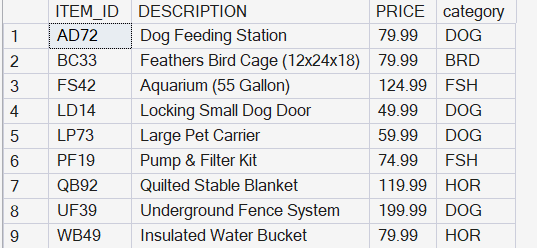 ITEM_ID DESCRIPTION PRICE category
1 AD72 Dog Feeding Station 79.99 DOG
2 BC33 Feathers Bird Cage (12x24x18) 79.99 BRD
3 FS42 Aquarium (55 Gallon) 124.99 FSH
4 LD14 Locking Small Dog Door 49.99 DOG
5 LP73 Large Pet Carrier 59.99 DOG
6 PF19 Pump & Filter Kit 74.99 FSH
7 QB92 Quilted Stable Blanket 119.99 HOR
8 UF39 Underground Fence System 199.99 DOG
9 WB49 Insulated Water Bucket 79.99 HOR